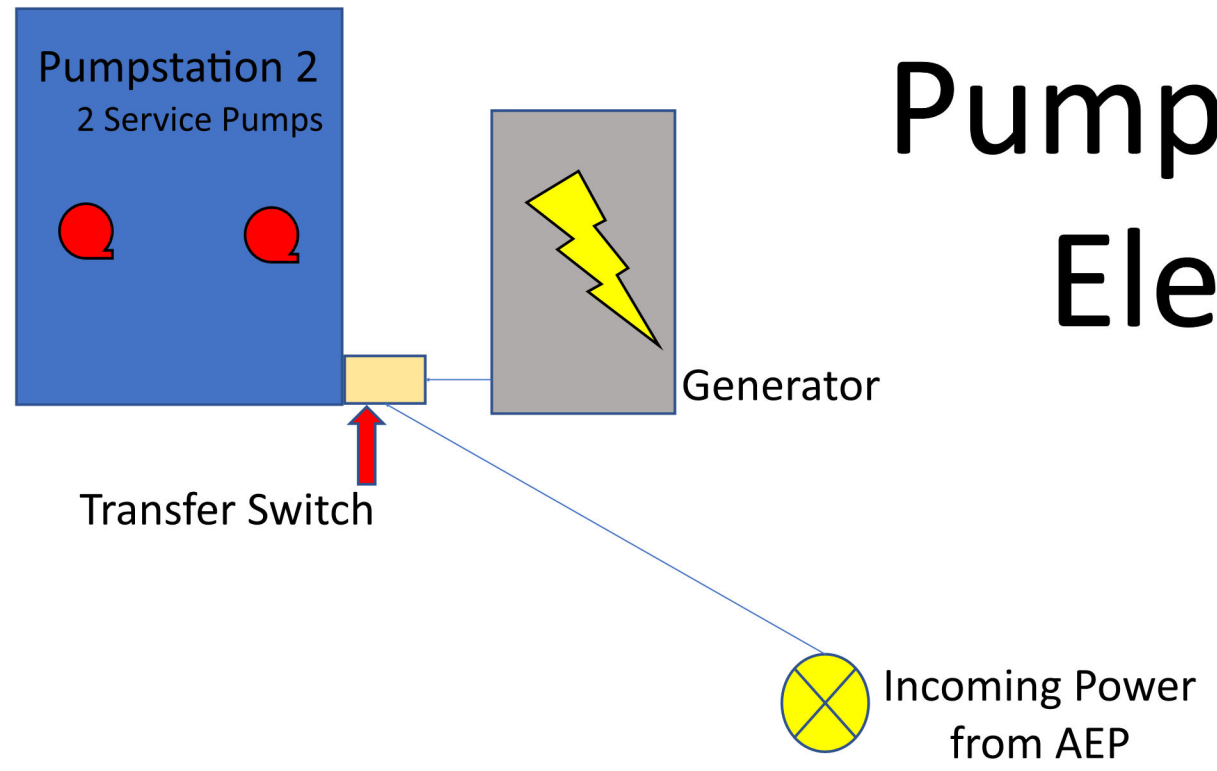 Pumpstation 2
2 Service Pumps
Pump
Ele
Generator
Transfer Switch
Incoming Power
from AEP